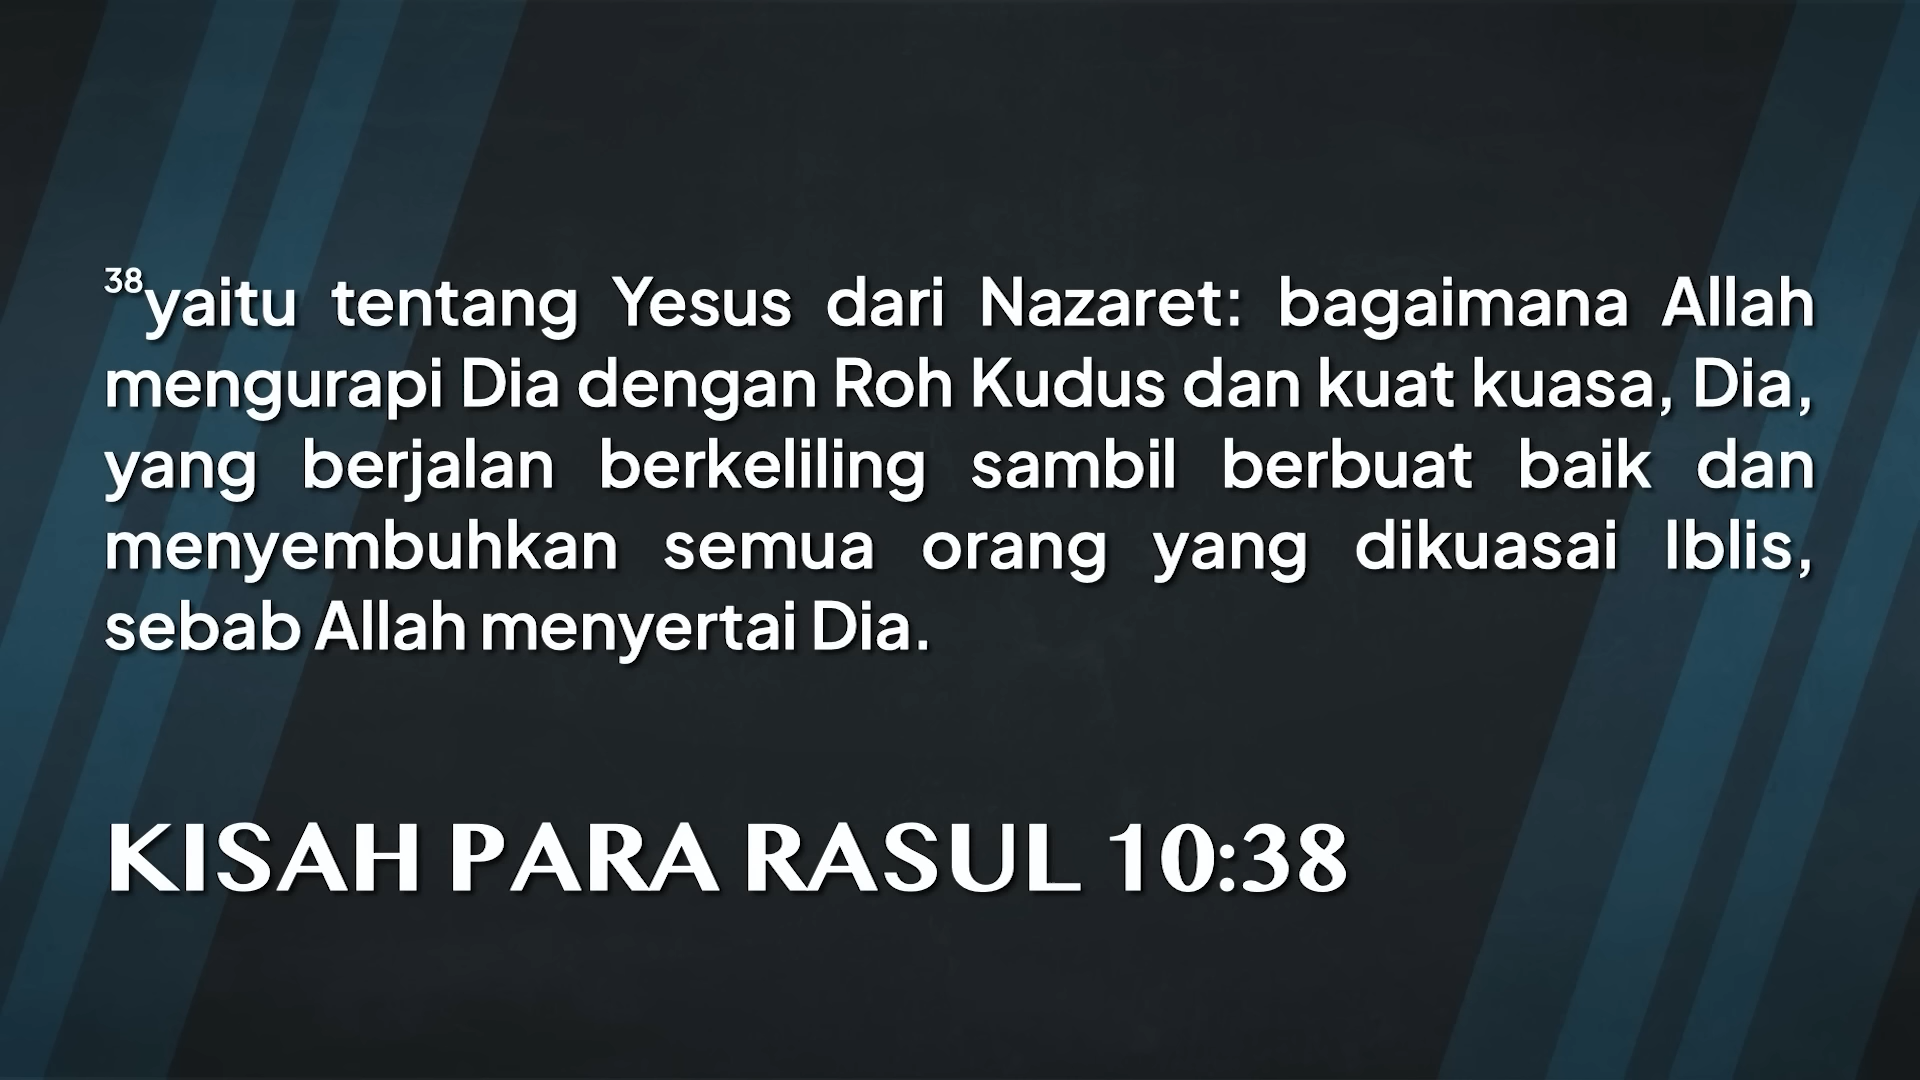 38yaitu tentang Yesus dari Nazaret: bagaimana Allah
mengurapi Dia dengan Roh Kudus dan kuat kuasa, Dia,
yang berjalan berkeliling sambil berbuat baik dan
menyembuhkan semua orang yang dikuasai Iblis,
sebab Allah menyertai Dia.
KISAH PARA RASUL 10:38